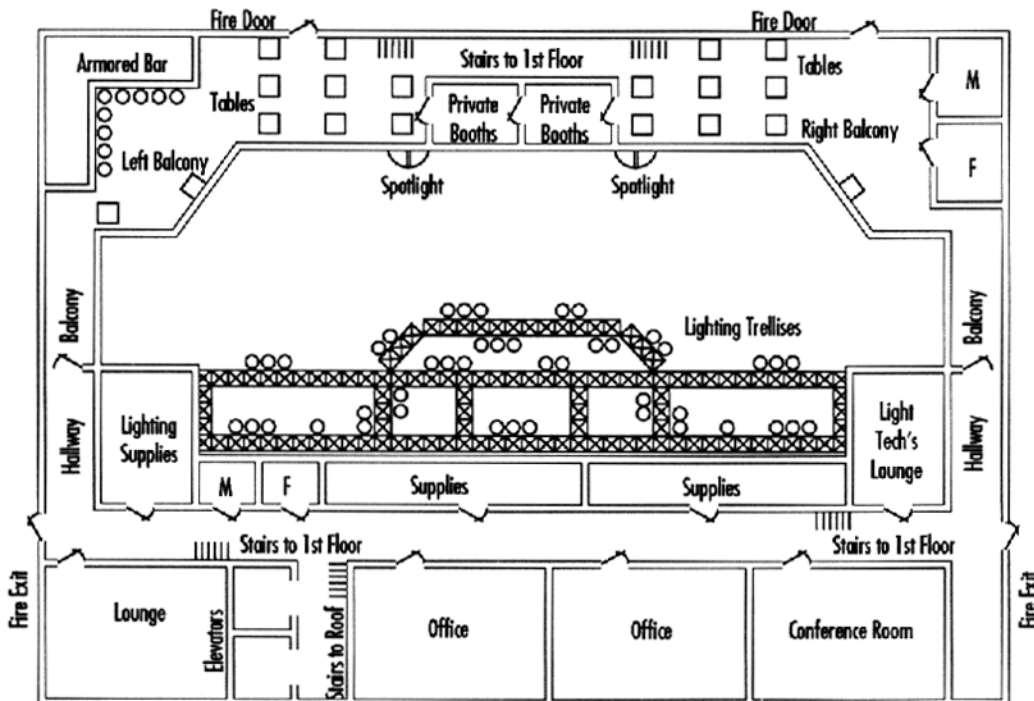 Fire Door
Fire Door
Armored Bar
Stairs to 1st Floor
Tables
Tables
M
Private
Booths
Private
Booths
Right Balcony
Left Balcony
F
Spotlight
Spotlight
Balcony
Lighting Trellises
Balcony
Hallway
Lighting
Supplies
Light
Tech's
Lounge
Hallway
M
F
Supplies
Supplies
Stairs to 1st Floor
Stairs to 1st Floor
Fire Exit
Lounge
Elevators
Stairs to Roof
Office
Office
Conference Room
Fire Exit